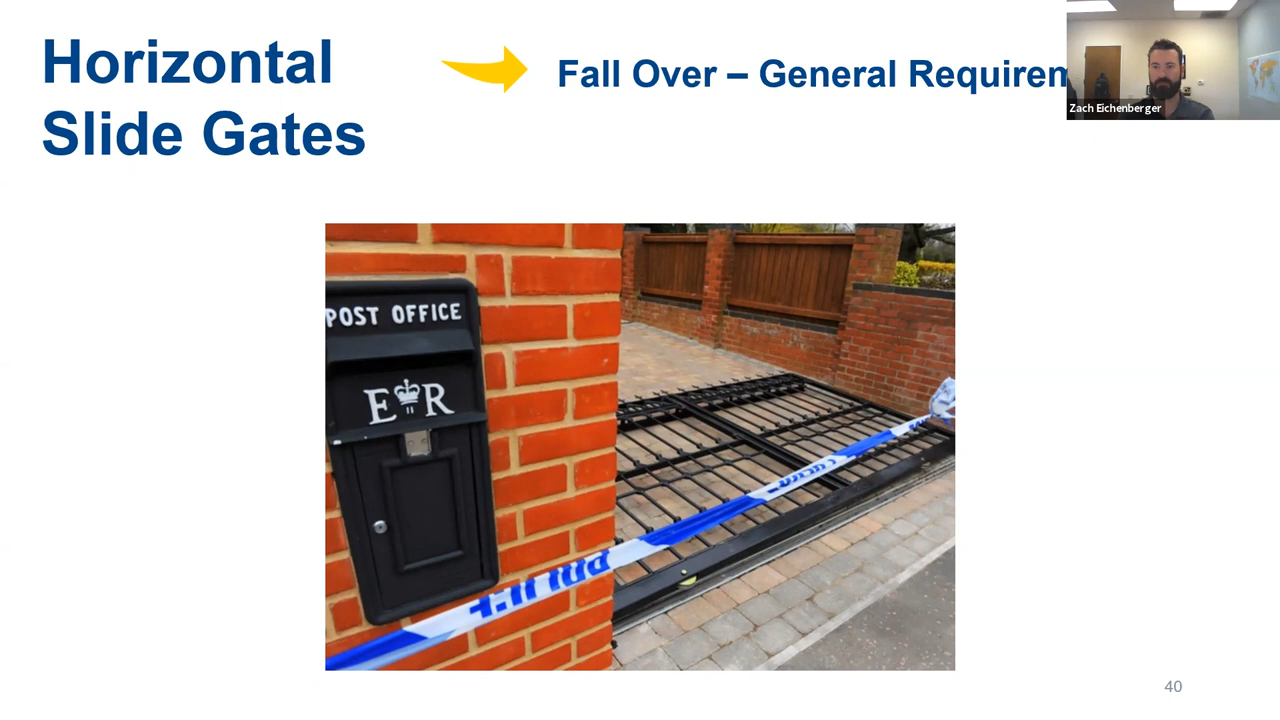 Horizontal
Slide Gates
Fall Over – General Requirem
Zach Eichenberger
POST OFFICE
E R
40